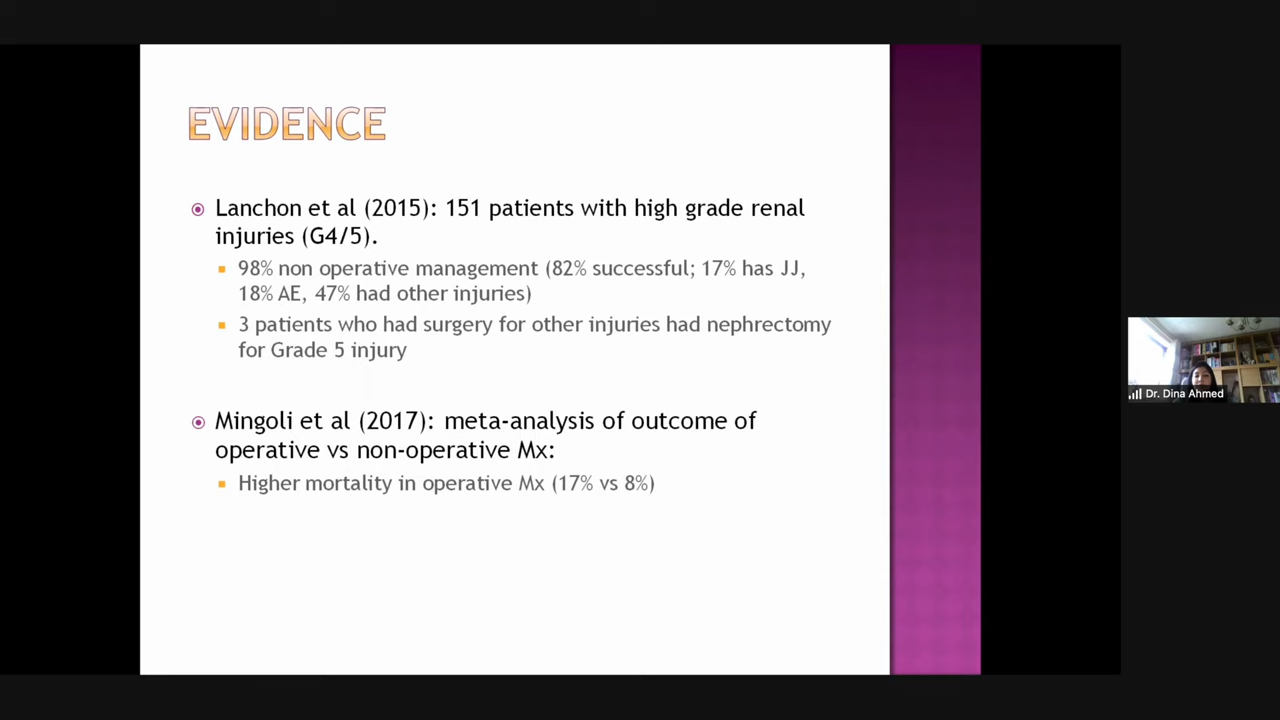 EVIDENCE
Lanchon et al (2015): 151 patients with high grade renal
injuries (G4/5).
98% non operative management (82% successful; 17% has JJ,
18% AE, 47% had other injuries)
3 patients who had surgery for other injuries had nephrectomy
for Grade 5 injury
Mingoli et al (2017): meta-analysis of outcome of
operative vs non-operative Mx:
Higher mortality in operative Mx (17% vs 8%)
Dr. Dina Ahmed